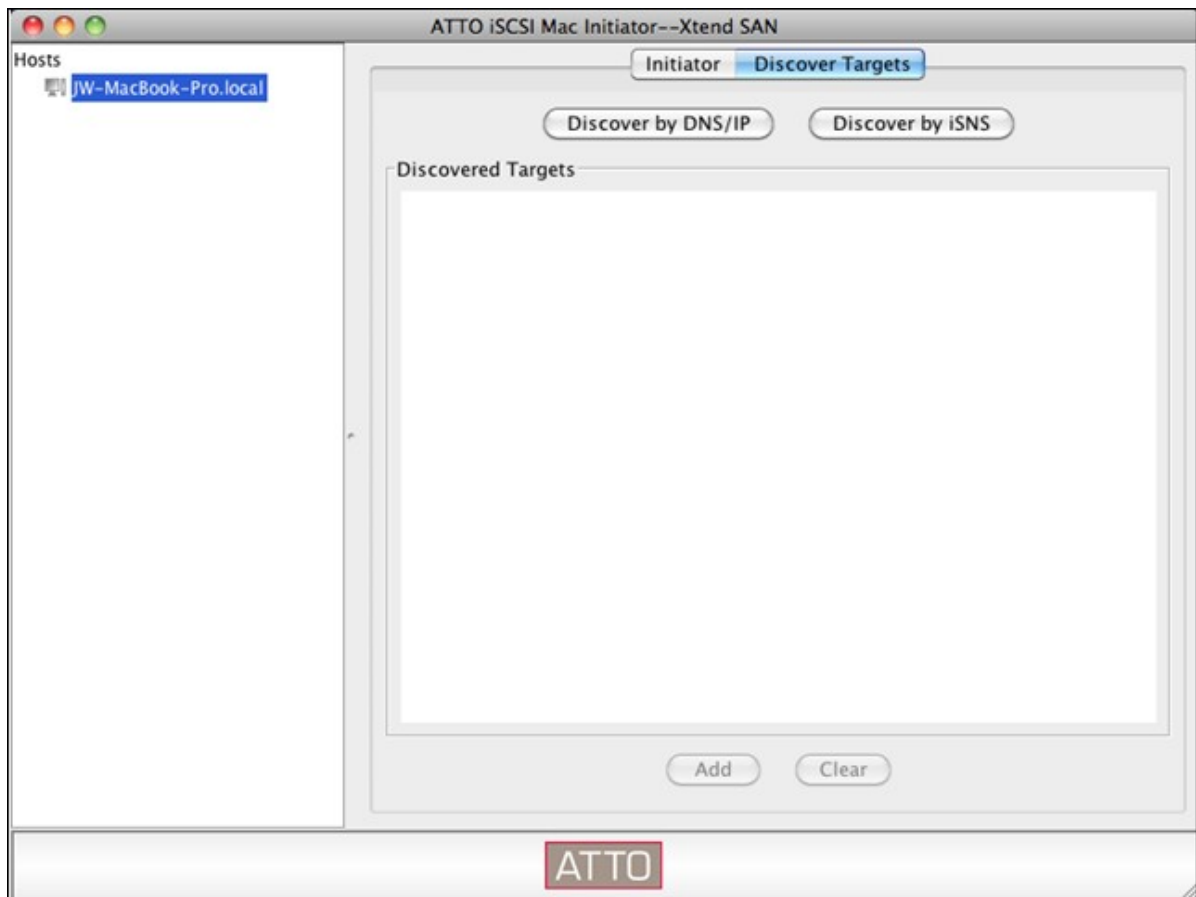 ATTO iSCSI Mac Initiator--Xtend SAN
Hosts
JW-MacBook-Pro.local
Initiator Discover Targets
Discover by DNS/IP Discover by iSNS
Discovered Targets
Add Clear
ATTO